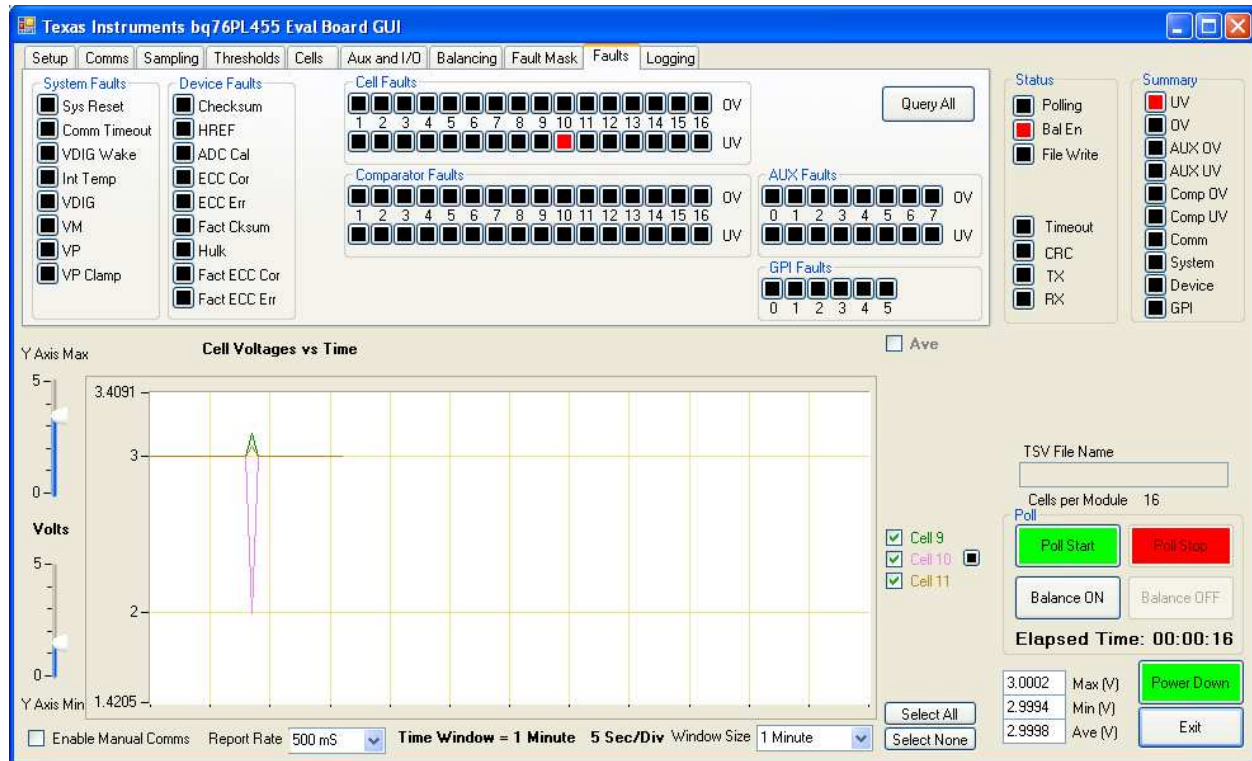 Texas Instruments bq76PL455 Eval Board GUI
Setup Comms Sampling Thresholds Cells Aux and I/O Balancing Fault Mask Faults Logging
System Faults
Sys Reset
Comm Timeout
VDIG Wake
Int Temp
VDIG
VM
VP
VP Clamp
Device Faults
Checksum
HREF
ADC Cal
ECC Cor
ECC Err
Fact Cksum
Hulk
Fact ECC Cor
Fact ECC Err
Cell Faults
OV
1 2 3 4 5 6 7 8 9 10 11 12 13 14 15 16
UV
Comparator Faults
OV
1 2 3 4 5 6 7 8 9 10 11 12 13 14 15 16
UV
Query All
AUX Faults
OV
0 1 2 3 4 5 6 7
UV
GPI Faults
0 1 2 3 4 5
Status
Polling
Bal En
File Write
Timeout
CRC
TX
RX
Summary
UV
OV
AUX OV
AUX UV
Comp OV
Comp UV
Comm
System
Device
GPI
Y Axis Max
Cell Voltages vs Time
Ave
5
0
Volts
5
0
Y Axis Min
3.4091
3
2
1.4205
Cell 9
Cell 10
Cell 11
TSV File Name
Cells per Module 16
Poll
Poll Start
Poll Stop
Balance ON
Balance OFF
Elapsed Time: 00:00:16
3.0002 Max (V)
2.9994 Min (V)
2.9998 Ave (V)
Power Down
Exit
Select All
Select None
Enable Manual Comms Report Rate 500 mS Time Window = 1 Minute 5 Sec/Div Window Size 1 Minute